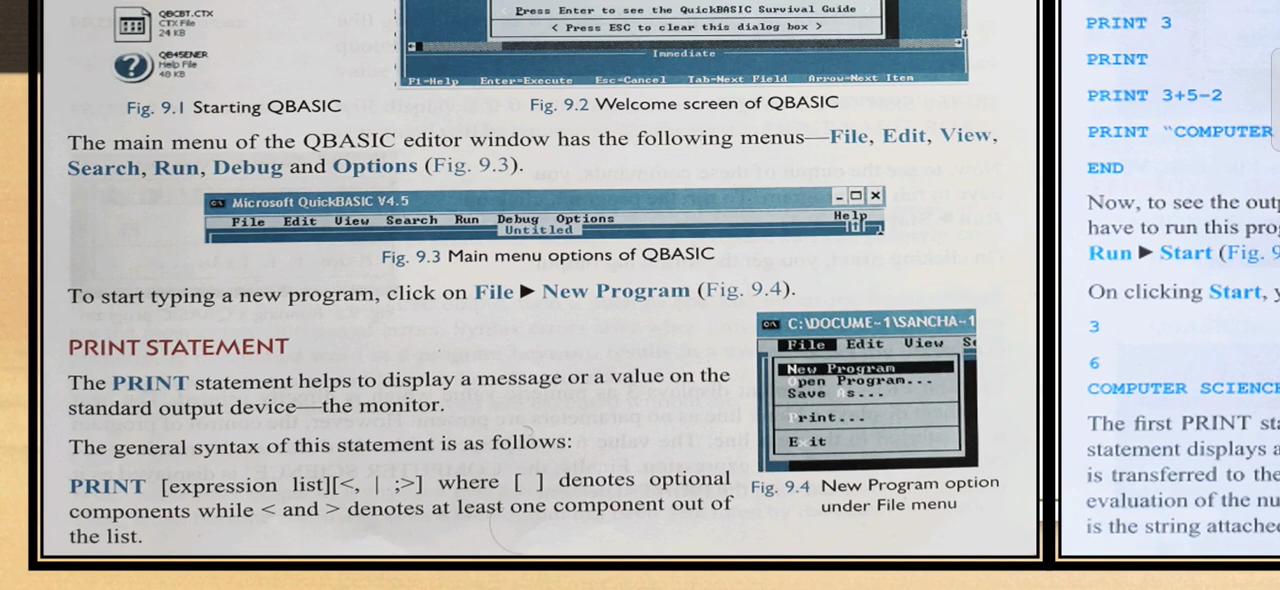 QBCBT.CTX
CTX File
24 KB
QB45ENER
Help File
48 KB
Fig. 9.1 Starting QBASIC
Press Enter to see the QuickBASIC Survival Guide
< Press ESC to clear this dialog box >
Immediate
F1=Help Enter=Execute Esc=Cancel Tab=Next Field Arrow=Next Item
Fig. 9.2 Welcome screen of QBASIC
The main menu of the QBASIC editor window has the following menus—File, Edit, View,
Search, Run, Debug and Options (Fig. 9.3).
Microsoft QuickBASIC V4.5
File Edit View Search Run Debug Options Help
Untitled
Fig. 9.3 Main menu options of QBASIC
To start typing a new program, click on File ▶ New Program (Fig. 9.4).
PRINT STATEMENT
The PRINT statement helps to display a message or a value on the
standard output device—the monitor.
The general syntax of this statement is as follows:
PRINT [expression list][<, | ;>] where [ ] denotes optional
components while < and > denotes at least one component out of
the list.
C:\DOCUME~1\SANCHA~1
File Edit View Se
New Program
Open Program...
Save As...
Print...
E it
Fig. 9.4 New Program option
under File menu
PRINT 3
PRINT
PRINT 3+5-2
PRINT "COMPUTER
END
Now, to see the outp
have to run this prog
Run ▶ Start (Fig. 9
On clicking Start, y
3
6
COMPUTER SCIENCE
The first PRINT sta
statement displays a
is transferred to the
evaluation of the nu
is the string attached